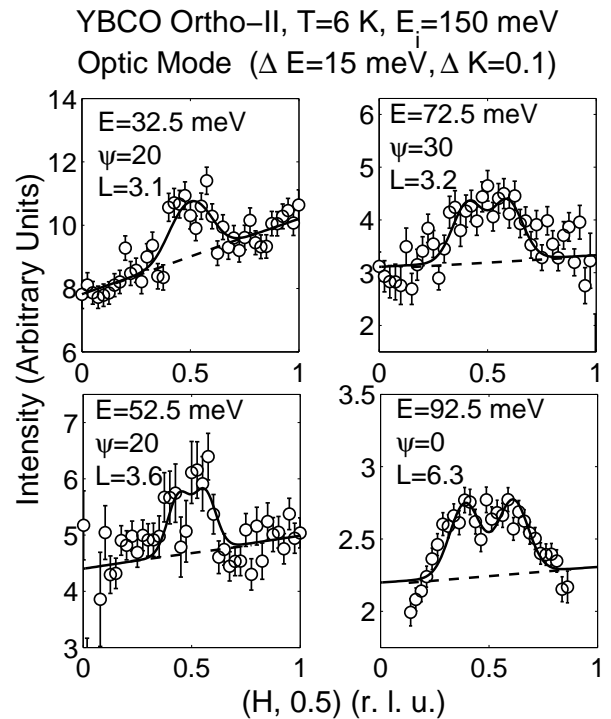 YBCO Ortho−II, T=6 K, E_i=150 meV
Optic Mode (Δ E=15 meV, Δ K=0.1)
Intensity (Arbitrary Units)
14
12
10
8
6
0
0.5
1
E=32.5 meV
ψ=20
L=3.1
6
5
4
3
2
0
0.5
1
E=72.5 meV
ψ=30
L=3.2
7
6
5
4
3
0
0.5
1
E=52.5 meV
ψ=20
L=3.6
3.5
3
2.5
2
0
0.5
1
E=92.5 meV
ψ=0
L=6.3
(H, 0.5) (r. l. u.)